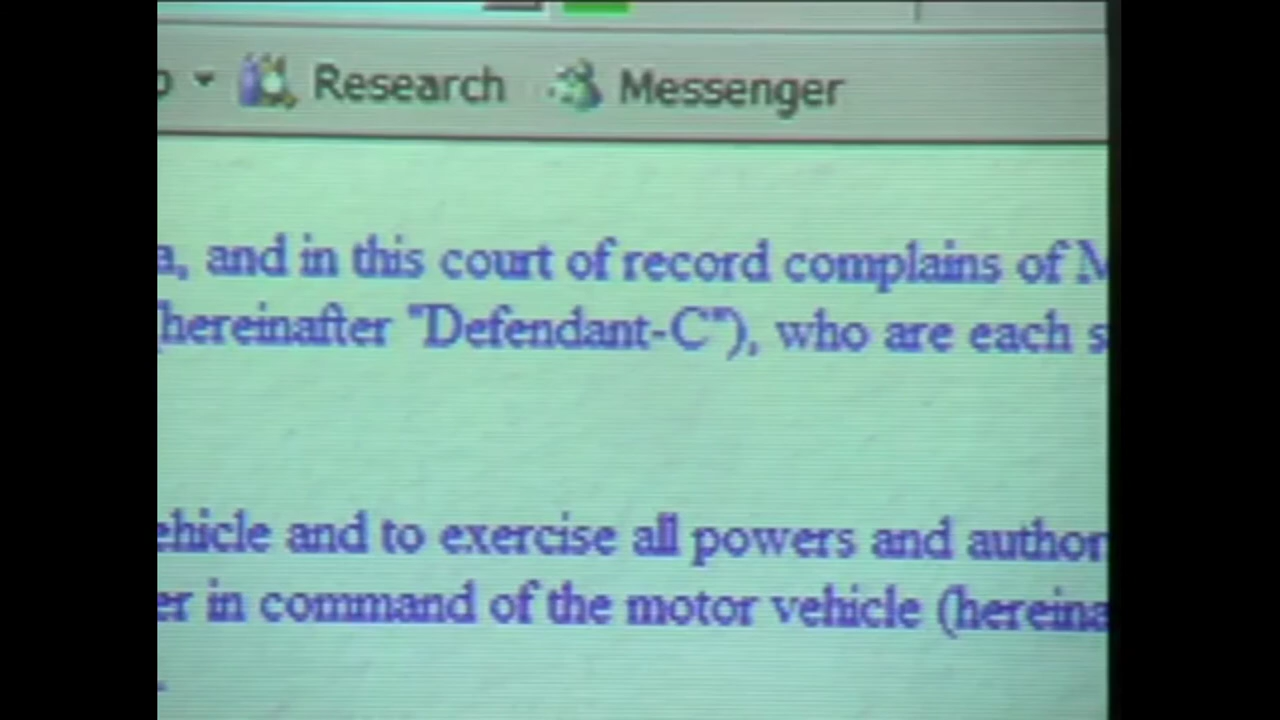 Research Messenger
a, and in this court of record complains of
(hereinafter "Defendant-C"), who are each s
ehicle and to exercise all powers and author
er in command of the motor vehicle (hereina